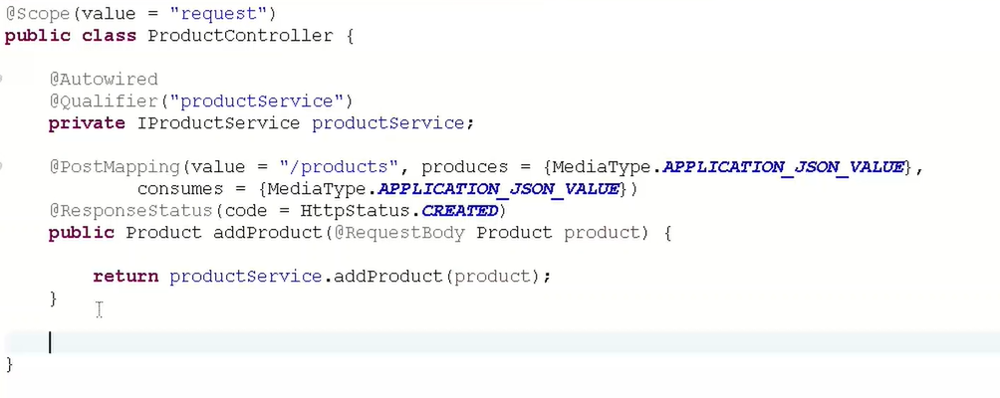 @Scope(value = "request")
public class ProductController {
@Autowired
@Qualifier("productService")
private IProductService productService;
@PostMapping(value = "/products", produces = {MediaType.APPLICATION_JSON_VALUE},
consumes = {MediaType.APPLICATION_JSON_VALUE})
@ResponseStatus(code = HttpStatus.CREATED)
public Product addProduct(@RequestBody Product product) {
return productService.addProduct(product);
}
}